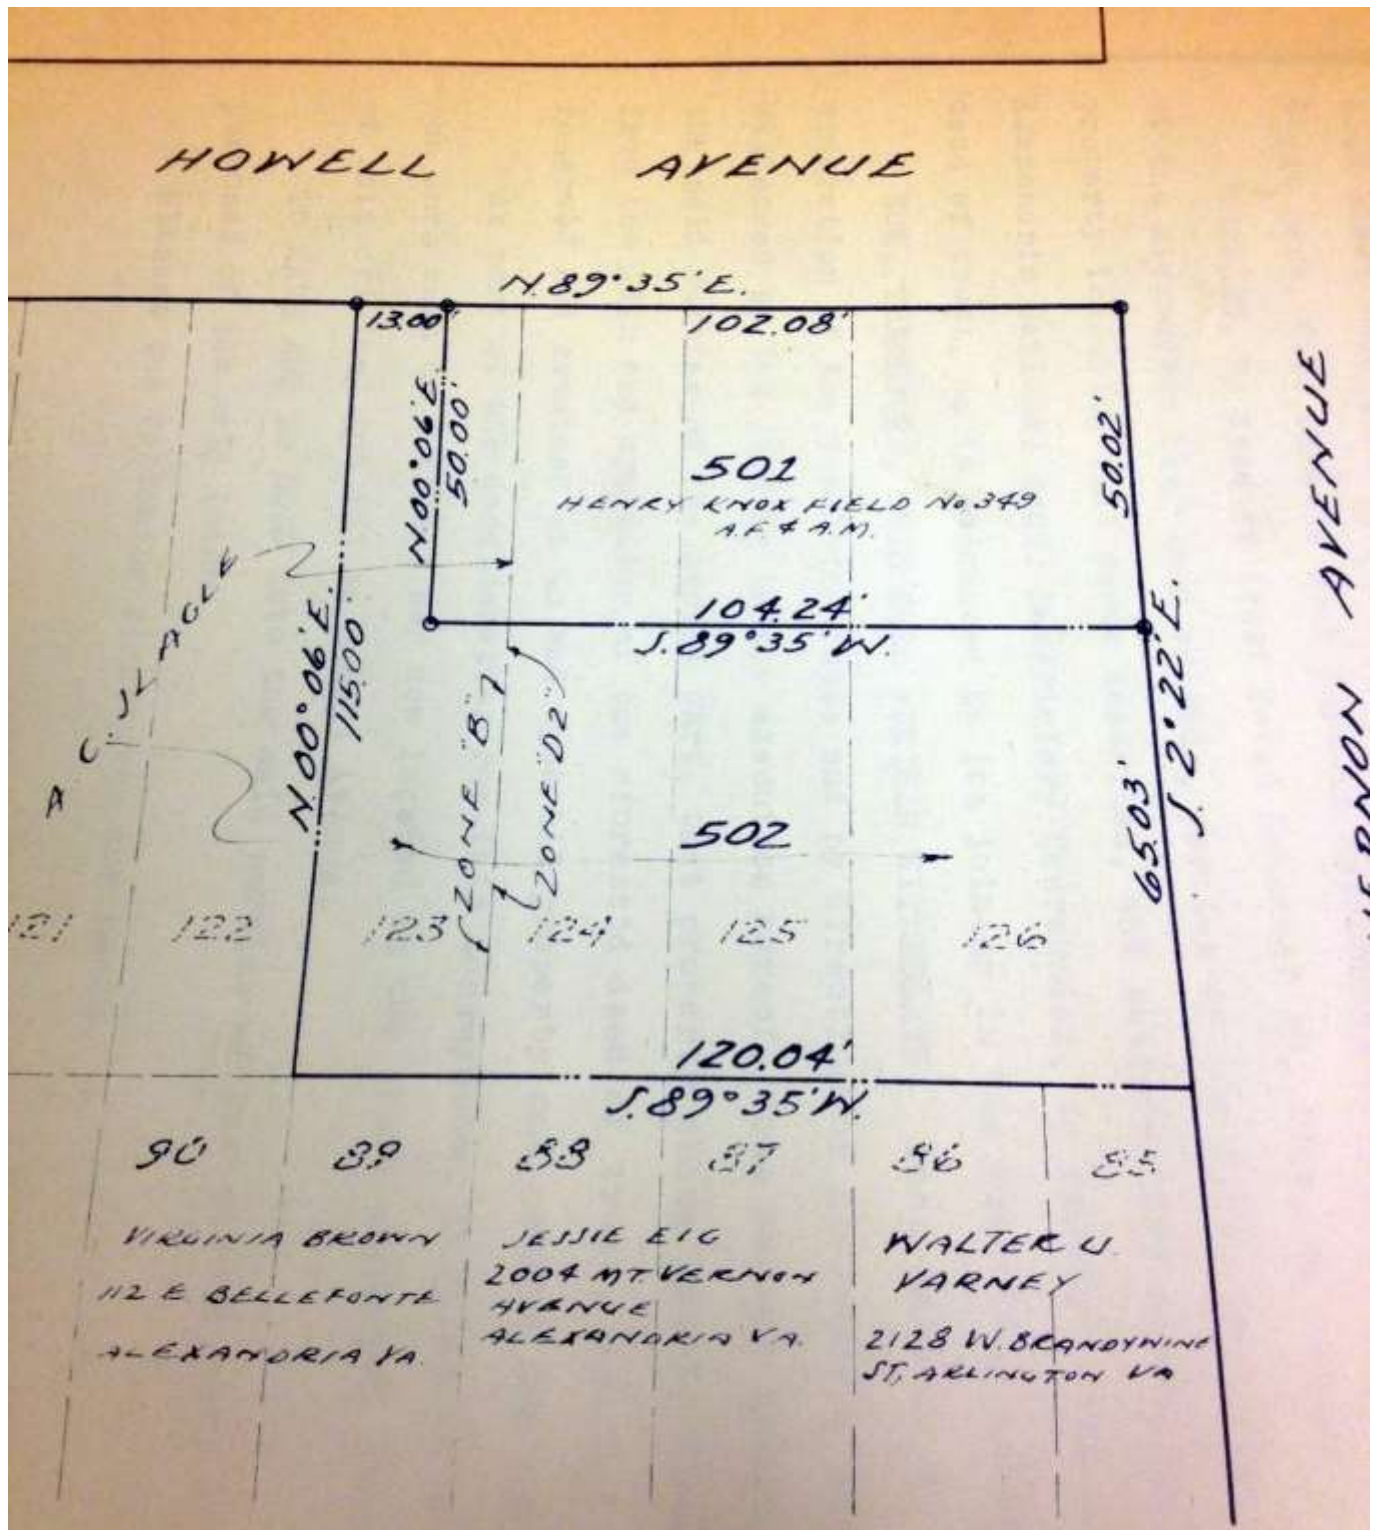 HOWELL AVENUE
N.89°35'E.
13.00'
102.08'
N.00°06'E.
50.00'
50.02'
501
HENRY KNOX FIELD No.349
A.F. & A.M.
104.24'
S.89°35'W.
N.00°06'E.
115.00'
ZONE "B"
ZONE "D2"
S.2°22'E.
65.03'
AVENUE
502
121 122 123 124 125 126
120.04'
S.89°35'W.
90 89 88 87 86 85
VIRGINIA BROWN
112 E BELLEFONTE
ALEXANDRIA VA.
JESSIE EIG
2004 MT. VERNON
AVENUE
ALEXANDRIA VA.
WALTER U.
VARNEY
2128 W. BRANDYWINE
ST, ARLINGTON VA